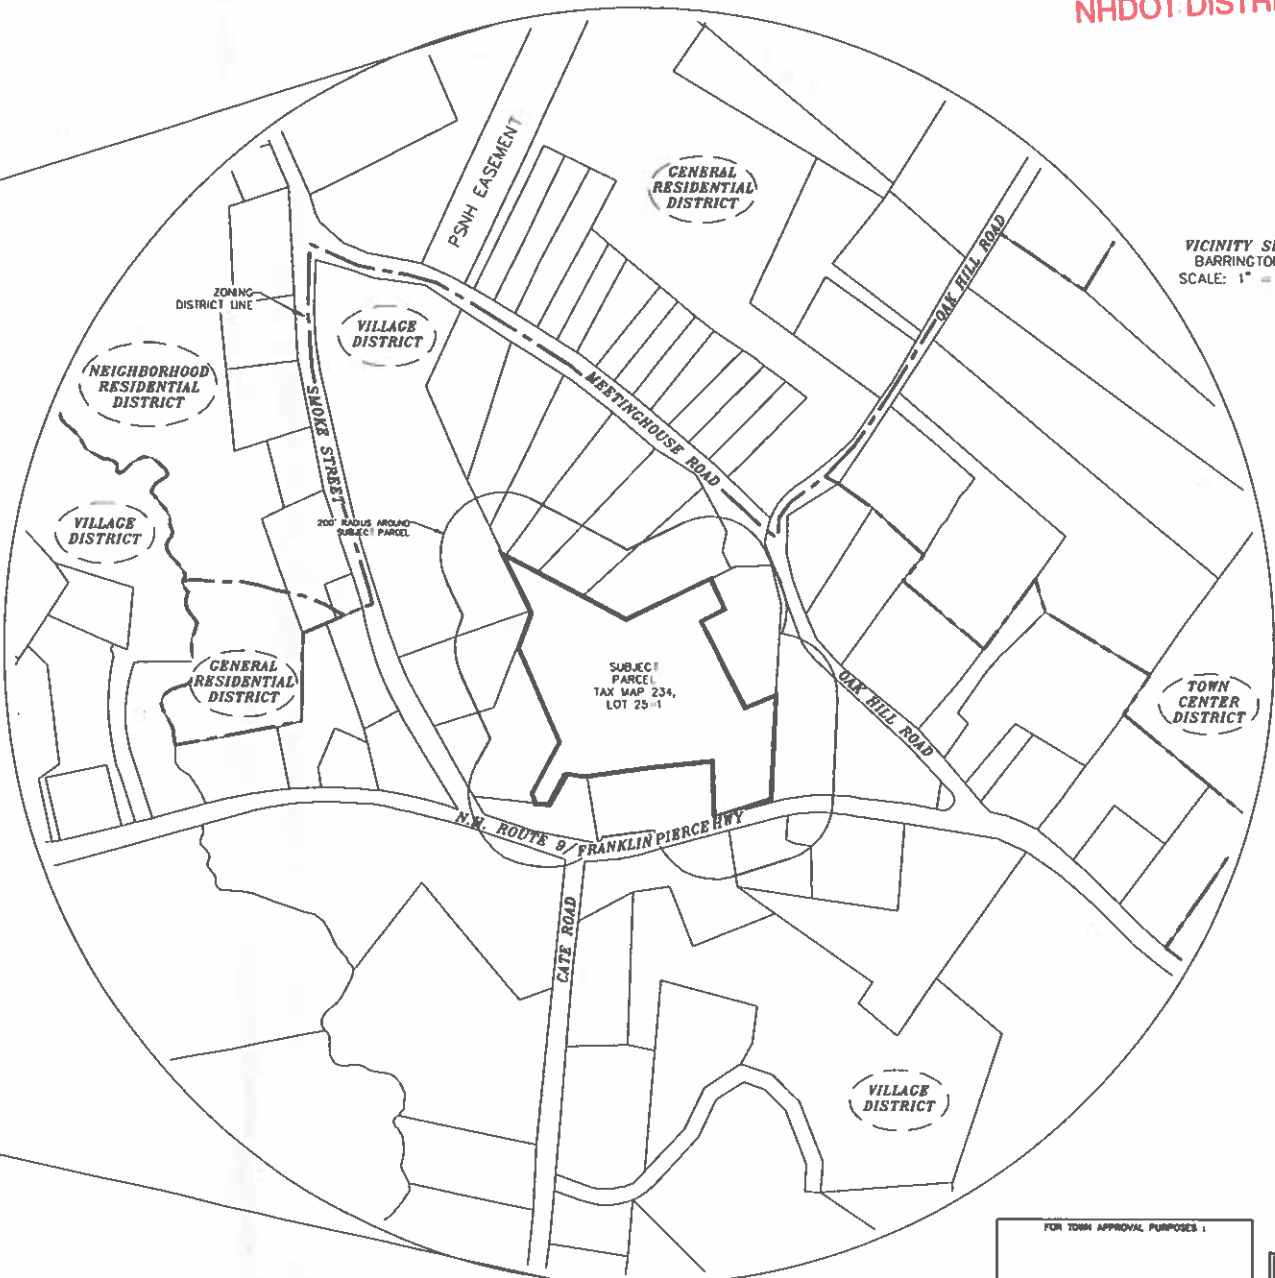 NHDOT DISTRI
PSNH EASEMENT
GENERAL
RESIDENTIAL
DISTRICT
OAK HILL ROAD
VICINITY S
BARRINGTO
SCALE: 1" =
ZONING
DISTRICT LINE
VILLAGE
DISTRICT
NEIGHBORHOOD
RESIDENTIAL
DISTRICT
SMOKE STREET
MEETINGHOUSE ROAD
VILLAGE
DISTRICT
200' RADIUS AROUND
SUBJECT PARCEL
GENERAL
RESIDENTIAL
DISTRICT
SUBJECT
PARCEL
TAX MAP 234,
LOT 25-1
OAK HILL ROAD
TOWN
CENTER
DISTRICT
N.H. ROUTE 9/FRANKLIN PIERCE HWY
CATE ROAD
VILLAGE
DISTRICT
FOR TOWN APPROVAL PURPOSES :